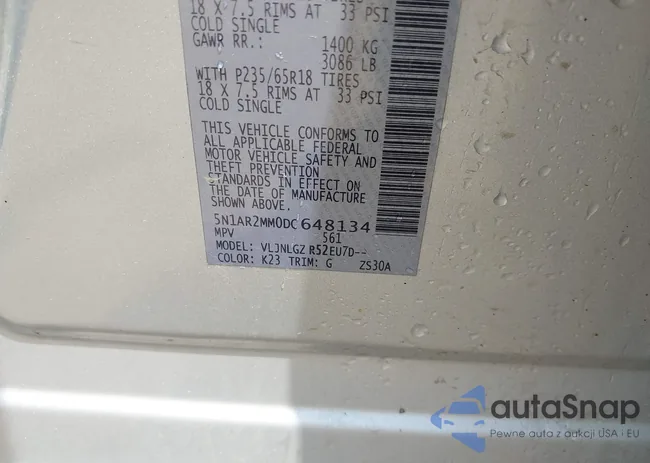 18 X 7.5 RIMS AT 33 PSI
COLD SINGLE
GAWR RR.: 1400 KG
3086 LB
WITH P235/65R18 TIRES
18 X 7.5 RIMS AT 33 PSI
COLD SINGLE
THIS VEHICLE CONFORMS TO
ALL APPLICABLE FEDERAL
MOTOR VEHICLE SAFETY AND
THEFT PREVENTION
STANDARDS IN EFFECT ON
THE DATE OF MANUFACTURE
SHOWN ABOVE.
5N1AR2MM0DC648134
MPV 561
MODEL: VLJNLGZ R52EU7D--
COLOR: K23 TRIM: G ZS30A
autaSnap
Pewne auta z aukcji USA i EU